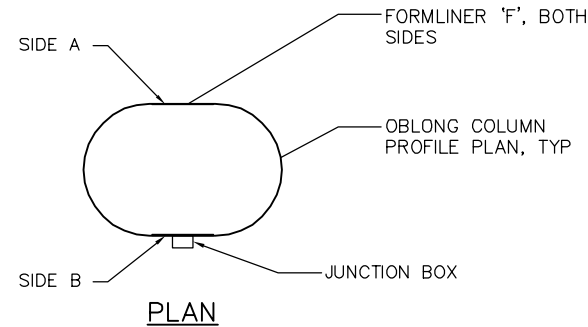 FORMLINER 'F', BOTH
SIDES
SIDE A
OBLONG COLUMN
PROFILE PLAN, TYP
SIDE B
JUNCTION BOX
PLAN